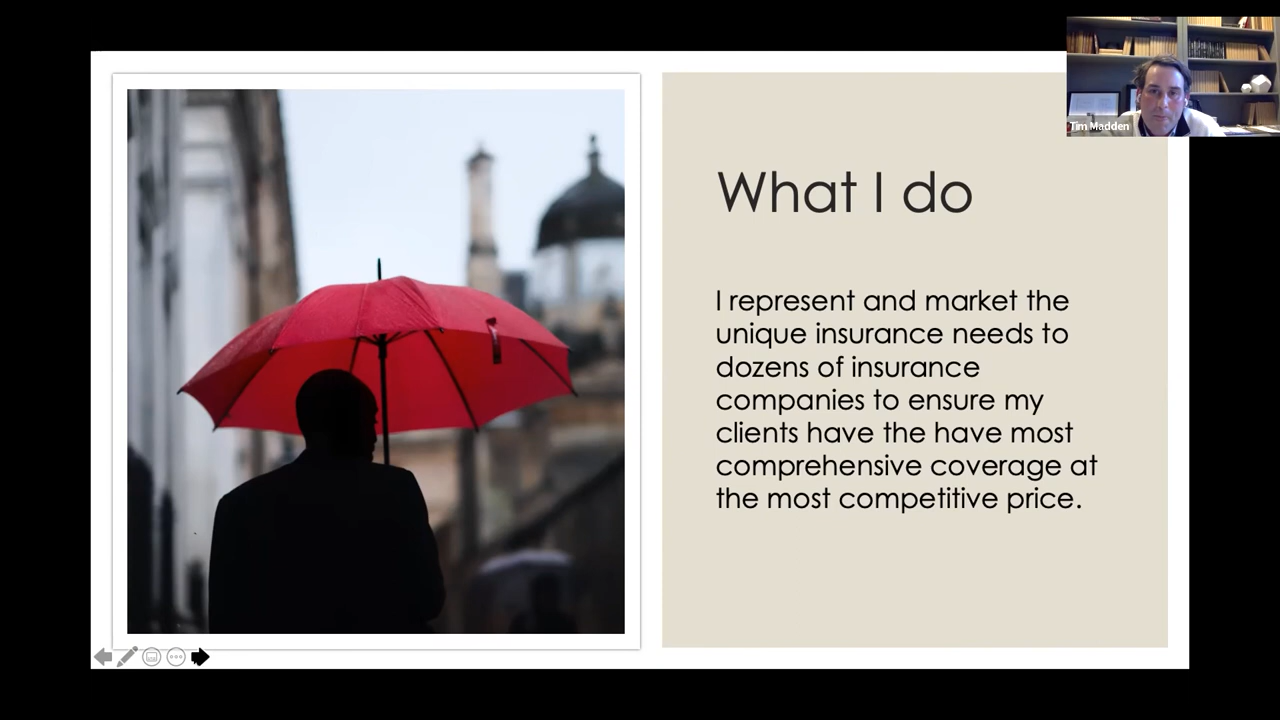 Tim Madden
What I do
I represent and market the
unique insurance needs to
dozens of insurance
companies to ensure my
clients have the have most
comprehensive coverage at
the most competitive price.